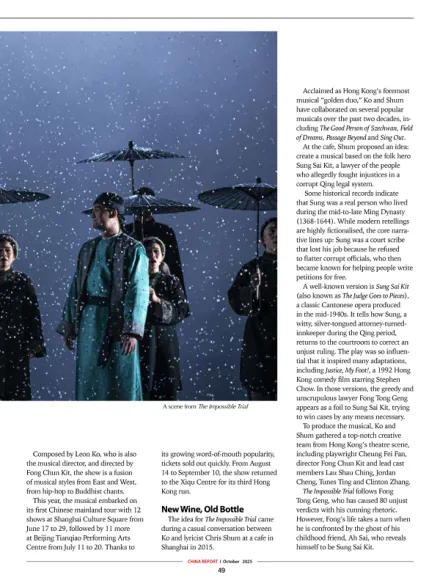 A scene from The Impossible Trial
Composed by Leon Ko, who is also
the musical director, and directed by
Fong Chun Kit, the show is a fusion
of musical styles from East and West,
from hip-hop to Buddhist chants.
This year, the musical embarked on
its first Chinese mainland tour with 12
shows at Shanghai Culture Square from
June 17 to 29, followed by 11 more
at Beijing Tianqiao Performing Arts
Centre from July 11 to 20. Thanks to
its growing word-of-mouth popularity,
tickets sold out quickly. From August
14 to September 10, the show returned
to the Xiqu Centre for its third Hong
Kong run.
New Wine, Old Bottle
The idea for The Impossible Trial came
during a casual conversation between
Ko and lyricist Chris Shum at a cafe in
Shanghai in 2015.
Acclaimed as Hong Kong's foremost
musical “golden duo,” Ko and Shum
have collaborated on several popular
musicals over the past two decades, in-
cluding The Good Person of Szechwan, Field
of Dreams, Passage Beyond and Sing Out.
At the cafe, Shum proposed an idea:
create a musical based on the folk hero
Sung Sai Kit, a lawyer of the people
who allegedly fought injustices in a
corrupt Qing legal system.
Some historical records indicate
that Sung was a real person who lived
during the mid-to-late Ming Dynasty
(1368-1644). While modern retellings
are highly fictionalised, the core narra-
tive lines up: Sung was a court scribe
that lost his job because he refused
to flatter corrupt officials, who then
became known for helping people write
petitions for free.
A well-known version is Sung Sai Kit
(also known as The Judge Goes to Pieces),
a classic Cantonese opera produced
in the mid-1940s. It tells how Sung, a
witty, silver-tongued attorney-turned-
innkeeper during the Qing period,
returns to the courtroom to correct an
unjust ruling. The play was so influen-
tial that it inspired many adaptations,
including Justice, My Foot!, a 1992 Hong
Kong comedy film starring Stephen
Chow. In those versions, the greedy and
unscrupulous lawyer Fong Tong Geng
appears as a foil to Sung Sai Kit, trying
to win cases by any means necessary.
To produce the musical, Ko and
Shum gathered a top-notch creative
team from Hong Kong's theatre scene,
including playwright Cheung Fei Fan,
director Fong Chun Kit and lead cast
members Lau Shau Ching, Jordan
Cheng, Tunes Ting and Clinton Zhang.
The Impossible Trial follows Fong
Tong Geng, who has caused 80 unjust
verdicts with his cunning rhetoric.
However, Fong's life takes a turn when
he is confronted by the ghost of his
childhood friend, Ah Sai, who reveals
himself to be Sung Sai Kit.
CHINA REPORT I October 2025
49